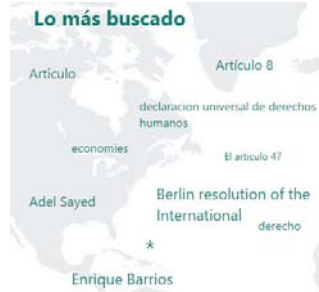 Lo más buscado
Artículo 8
Artículo
declaracion universal de derechos
humanos
economies
El articulo 47
Adel Sayed
Berlin resolution of the
International
derecho
*
Enrique Barrios